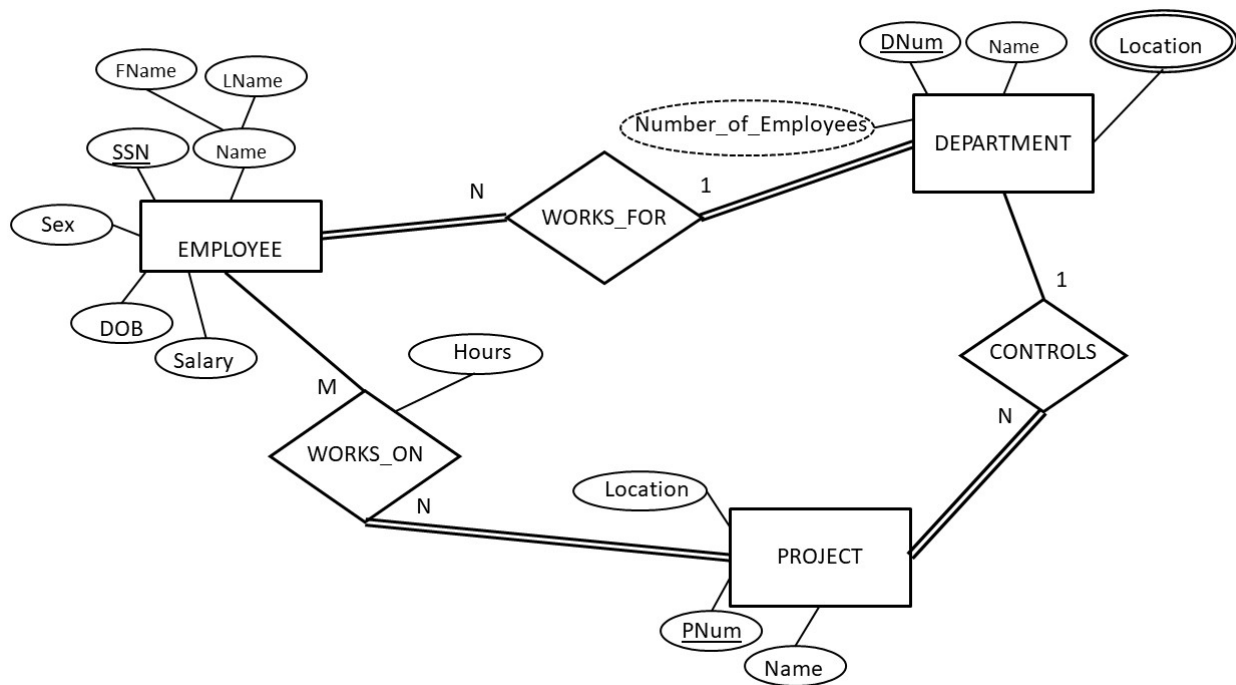 DNum
Name
Location
FName
LName
Number_of_Employees
DEPARTMENT
SSN
Name
N
1
WORKS_FOR
Sex
EMPLOYEE
1
DOB
Salary
Hours
CONTROLS
M
N
WORKS_ON
Location
N
PROJECT
PNum
Name